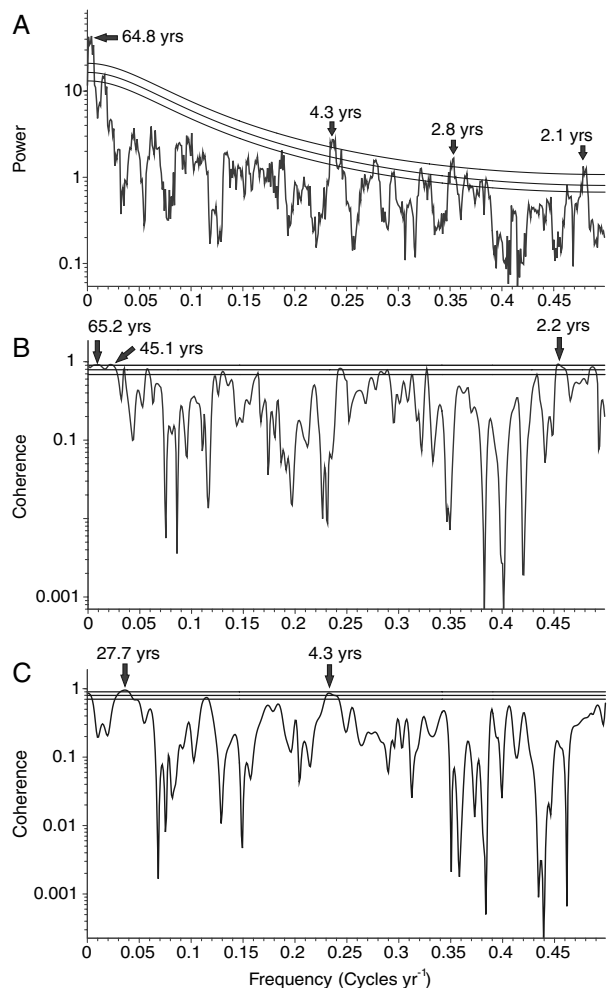 A
64.8 yrs
4.3 yrs
2.8 yrs
2.1 yrs
10
1
0.1
Power
0 0.05 0.1 0.15 0.2 0.25 0.3 0.35 0.4 0.45
65.2 yrs
45.1 yrs
2.2 yrs
B
1
0.1
0.001
Coherence
0 0.05 0.1 0.15 0.2 0.25 0.3 0.35 0.4 0.45
C
27.7 yrs
4.3 yrs
1
0.1
0.01
0.001
Coherence
0 0.05 0.1 0.15 0.2 0.25 0.3 0.35 0.4 0.45
Frequency (Cycles yr⁻¹)